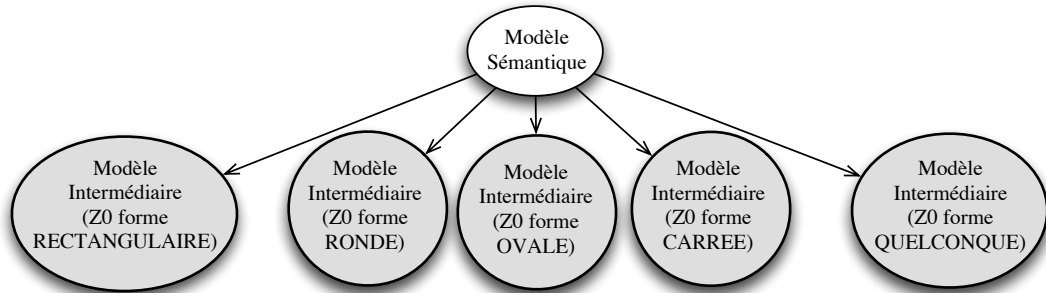 Modèle
Sémantique
Modèle
Intermédiaire
(Z0 forme
RECTANGULAIRE)
Modèle
Intermédiaire
(Z0 forme
RONDE)
Modèle
Intermédiaire
(Z0 forme
OVALE)
Modèle
Intermédiaire
(Z0 forme
CARREE)
Modèle
Intermédiaire
(Z0 forme
QUELCONQUE)